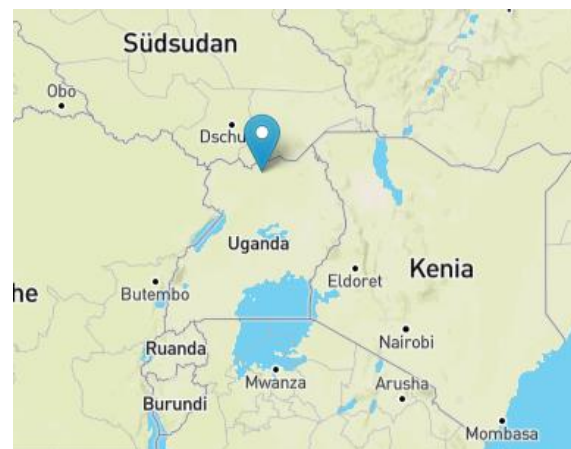 Südsudan
Obo
Dschu
Uganda
Kenia
Eldoret
he
Butembo
Ruanda
Nairobi
Mwanza
Arusha
Burundi
Mombasa